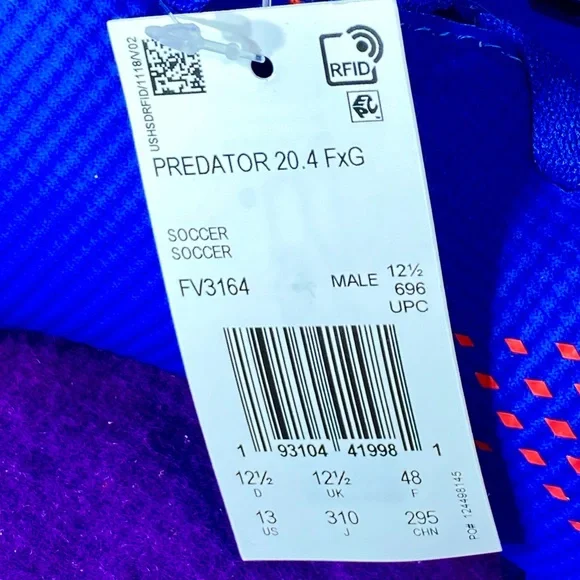 USHSDRFID/1118/V02
RFID
EPC
PREDATOR 20.4 FxG
SOCCER
SOCCER
FV3164
MALE 12½
696
UPC
1 93104 41998 1
12½ 12½ 48
D UK F
13 310 295
US J CHN
PO# 124498145